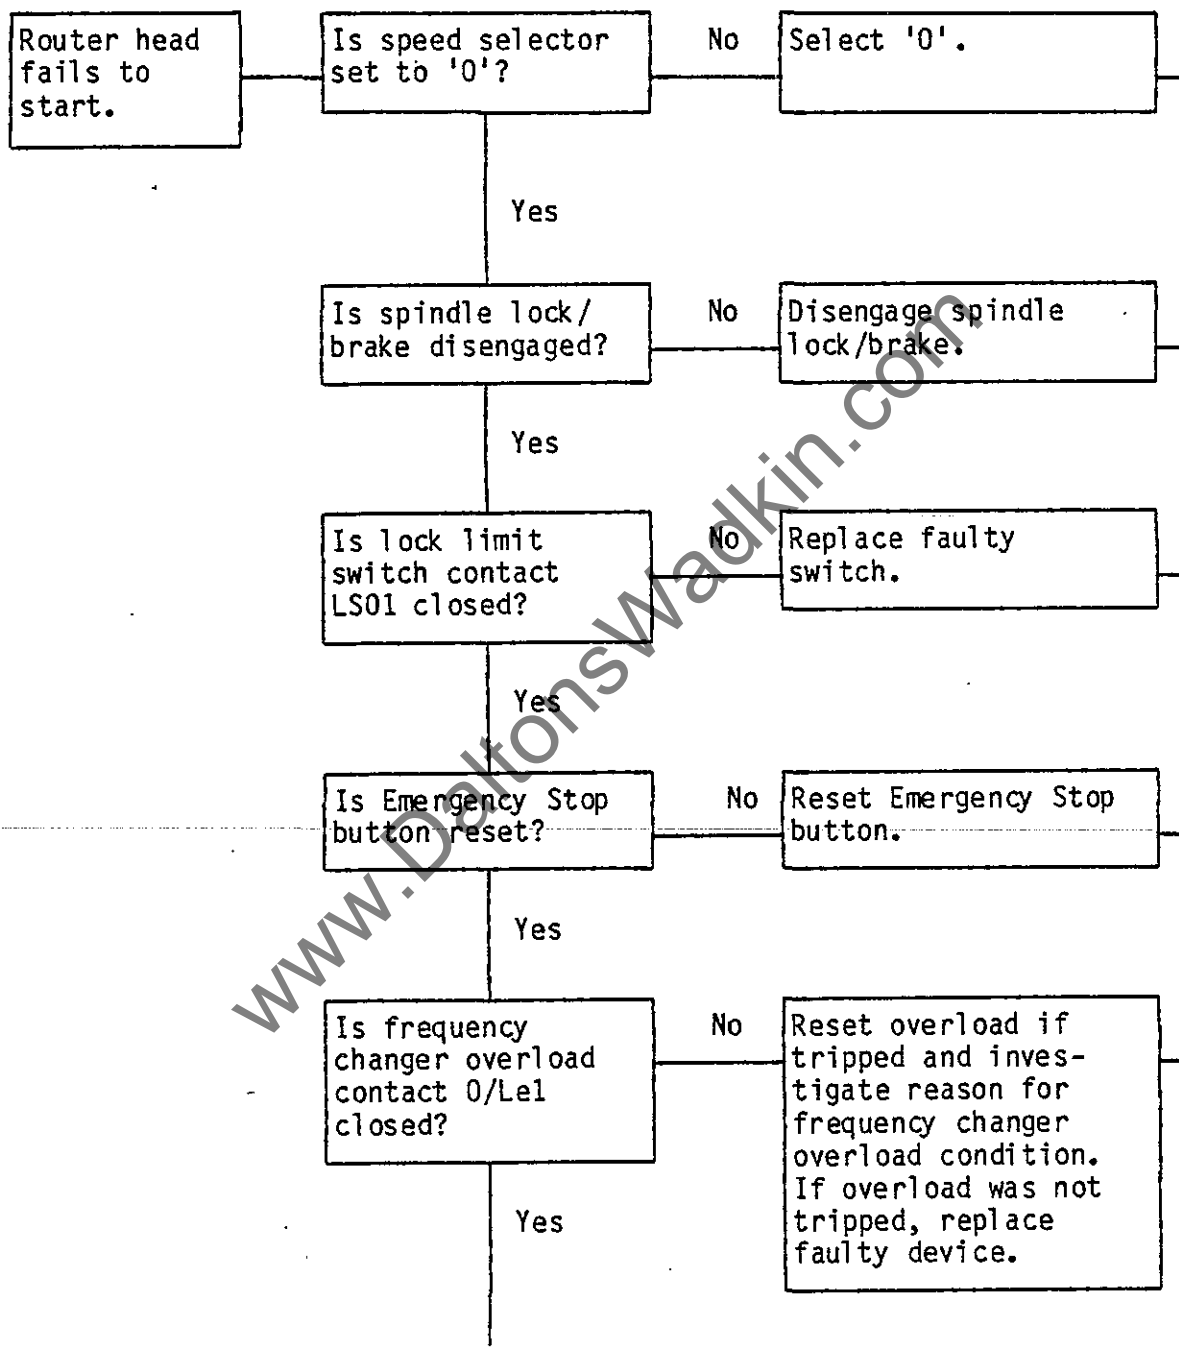 Router head
fails to
start.
Is speed selector
set to '0'?
No
Select '0'.
Yes
Is spindle lock/
brake disengaged?
No
Disengage spindle
lock/brake.
Yes
Is lock limit
switch contact
LS01 closed?
No
Replace faulty
switch.
Yes
Is Emergency Stop
button reset?
No
Reset Emergency Stop
button.
Yes
Is frequency
changer overload
contact O/Le1
closed?
No
Reset overload if
tripped and inves-
tigate reason for
frequency changer
overload condition.
If overload was not
tripped, replace
faulty device.
Yes
www.DaltonsWadkin.com